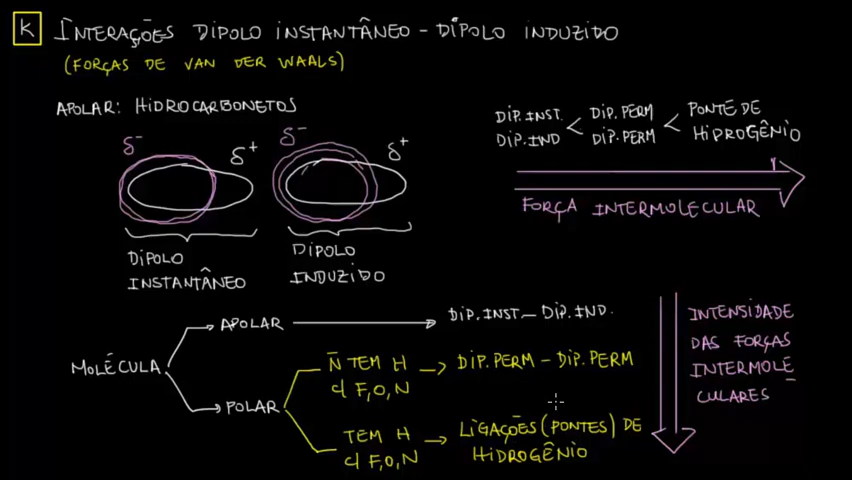 K INTERAÇÕES DIPOLO INSTANTÂNEO - DIPOLO INDUZIDO
(FORÇAS DE VAN DER WAALS)
APOLAR: HIDROCARBONETOS
δ- δ+ δ- δ+
DIPOLO INSTANTÂNEO
DIPOLO INDUZIDO
DIP.INST. DIP.IND < DIP.PERM DIP.PERM < PONTE DE HIDROGÊNIO
FORÇA INTERMOLECULAR
MOLÉCULA
APOLAR → DIP.INST - DIP.IND.
POLAR
N̄ TEM H C/ F,O,N → DIP.PERM - DIP.PERM
TEM H C/ F,O,N → LIGAÇÕES (PONTES) DE HIDROGÊNIO
INTENSIDADE
DAS FORÇAS
INTERMOLE
CULARES